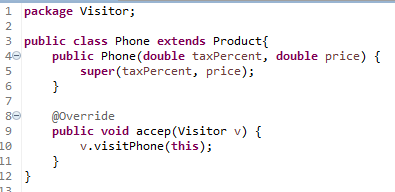 1 package Visitor;
2
3 public class Phone extends Product{
4 public Phone(double taxPercent, double price) {
5 super(taxPercent, price);
6 }
7
8 @Override
9 public void accep(Visitor v) {
10 v.visitPhone(this);
11 }
12 }
13